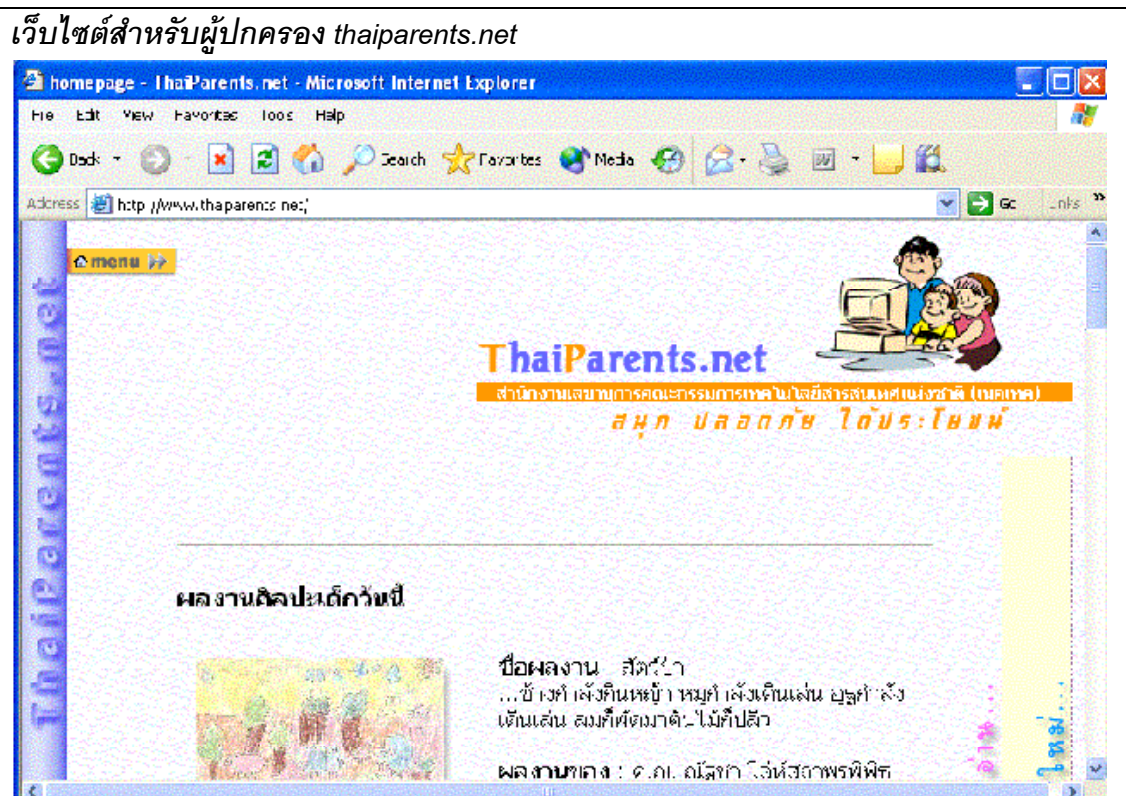 เว็บไซต์สำหรับผู้ปกครอง thaiparents.net
homepage - ThaiParents.net - Microsoft Internet Explorer
File Edit View Favorites Tools Help
Back Search Favorites Media
Address http://www.thaiparents.net/ Go Links
menu
ThaiParents.net
ThaiParents.net
สำนักงานเลขานุการคณะกรรมการเทคโนโลยีสารสนเทศแห่งชาติ (เนคเทค)
สนุก ปลอดภัย ได้ประโยชน์
ผลงานศิลปะเด็กวันนี้
ชื่อผลงาน สัตว์ป่า
...ช้างกำลังกินหญ้า หมูกำลังเดินเล่น อูฐกำลัง
เดินเล่น ลมก็พัดมาต้นไม้ก็ปลิว
ผลงานของ : ด.ญ.
อ่าน...
ใหม่...